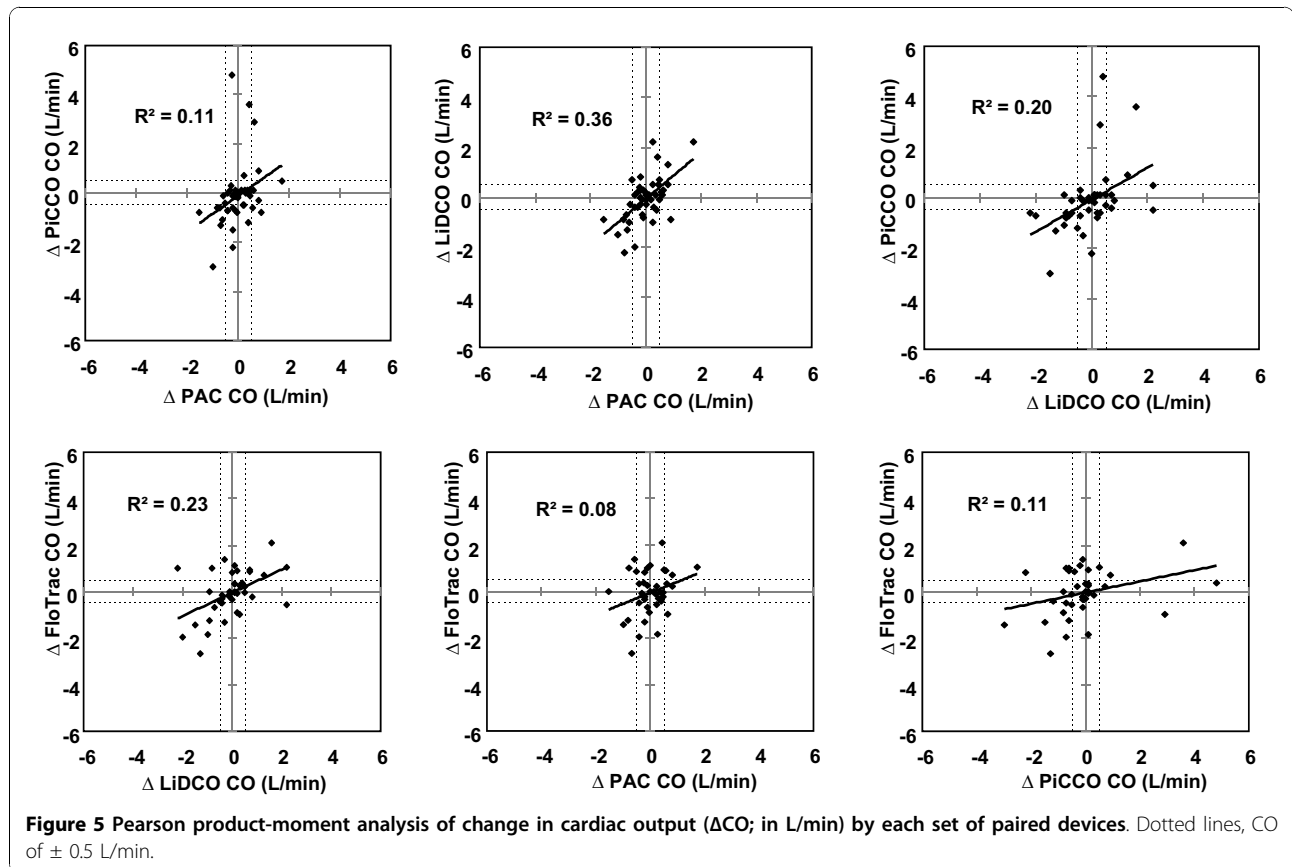 6
4
2
0
-2
-4
-6
Δ PiCCO CO (L/min)
R² = 0.11
-6 -4 -2 0 2 4 6
Δ PAC CO (L/min)
6
4
2
0
-2
-4
-6
Δ LiDCO CO (L/min)
R² = 0.36
-6 -4 -2 0 2 4 6
Δ PAC CO (L/min)
6
4
2
0
-2
-4
-6
Δ PiCCO CO (L/min)
R² = 0.20
-6 -4 -2 0 2 4 6
Δ LiDCO CO (L/min)
6
4
2
0
-2
-4
-6
Δ FloTrac CO (L/min)
R² = 0.23
-6 -4 -2 0 2 4 6
Δ LiDCO CO (L/min)
6
4
2
0
-2
-4
-6
Δ FloTrac CO (L/min)
R² = 0.08
-6 -4 -2 0 2 4 6
Δ PAC CO (L/min)
6
4
2
0
-2
-4
-6
Δ FloTrac CO (L/min)
R² = 0.11
-6 -4 -2 0 2 4 6
Δ PiCCO CO (L/min)
Figure 5 Pearson product-moment analysis of change in cardiac output (ΔCO; in L/min) by each set of paired devices. Dotted lines, CO
of ± 0.5 L/min.